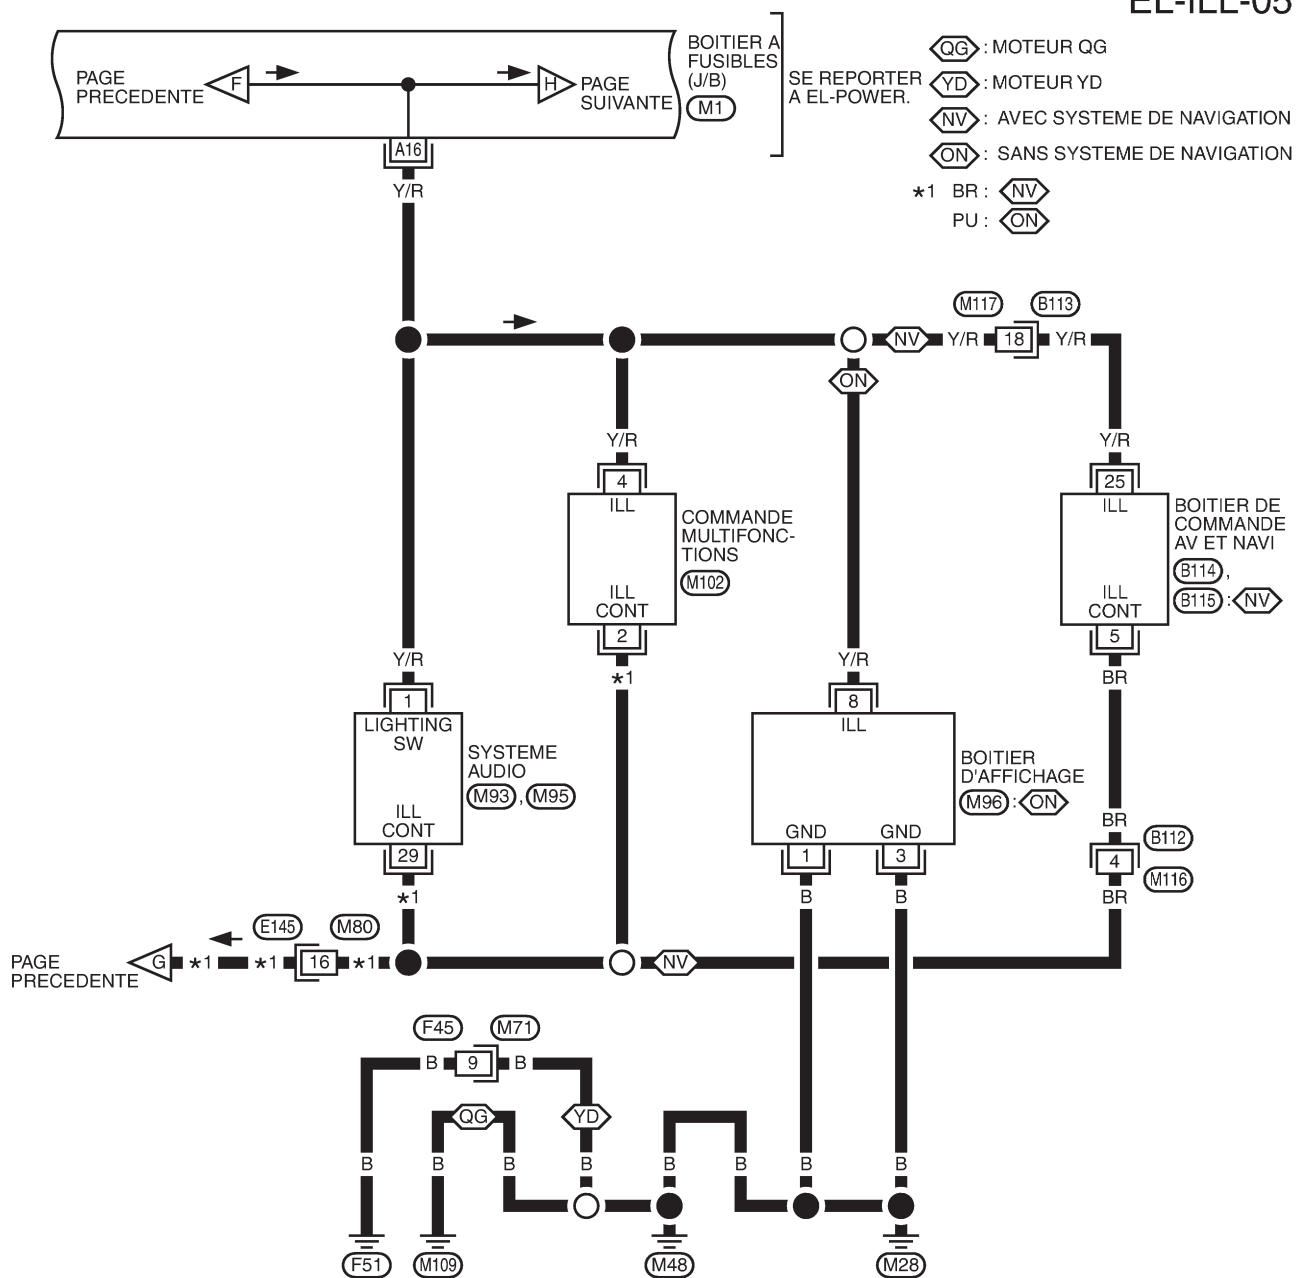 EL-ILL-05
PAGE
PRECEDENTE
F
H
PAGE
SUIVANTE
BOITIER A
FUSIBLES
(J/B)
M1
SE REPORTER
A EL-POWER.
QG : MOTEUR QG
YD : MOTEUR YD
NV : AVEC SYSTEME DE NAVIGATION
ON : SANS SYSTEME DE NAVIGATION
*1 BR : NV
PU : ON
A16
Y/R
M117
B113
NV
Y/R
18
Y/R
ON
Y/R
Y/R
4
ILL
COMMANDE
MULTIFONC-
TIONS
M102
ILL
CONT
2
*1
25
ILL
BOITIER DE
COMMANDE
AV ET NAVI
B114 ,
B115 : NV
ILL
CONT
5
BR
Y/R
1
LIGHTING
SW
SYSTEME
AUDIO
M93 , M95
ILL
CONT
29
*1
Y/R
8
ILL
BOITIER
D'AFFICHAGE
M96 : ON
GND
GND
1
3
B
B
BR
B112
4
M116
BR
E145
M80
PAGE
PRECEDENTE
G
*1
*1
16
*1
NV
F45
M71
B
9
B
QG
YD
B
B
B
B
B
B
B
B
F51
M109
M48
M28